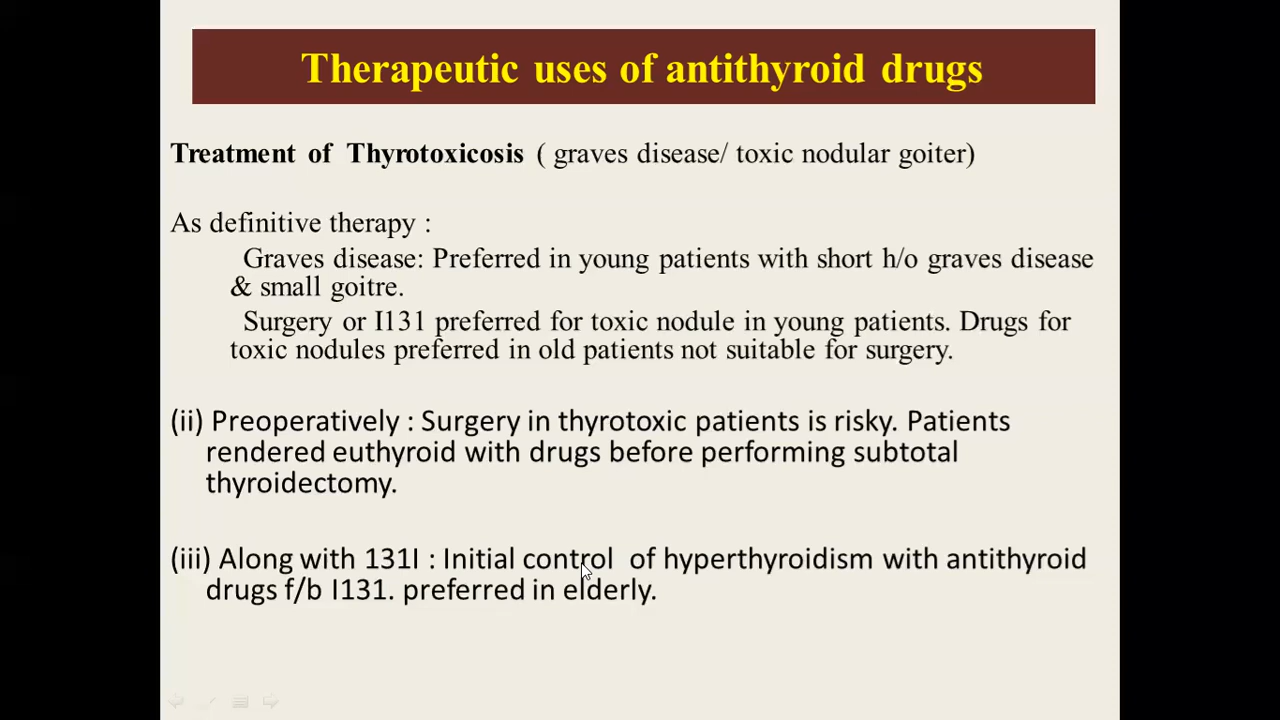 Therapeutic uses of antithyroid drugs
Treatment of Thyrotoxicosis ( graves disease/ toxic nodular goiter)
As definitive therapy :
Graves disease: Preferred in young patients with short h/o graves disease
& small goitre.
Surgery or I131 preferred for toxic nodule in young patients. Drugs for
toxic nodules preferred in old patients not suitable for surgery.
(ii) Preoperatively : Surgery in thyrotoxic patients is risky. Patients
rendered euthyroid with drugs before performing subtotal
thyroidectomy.
(iii) Along with 131I : Initial control of hyperthyroidism with antithyroid
drugs f/b I131. preferred in elderly.